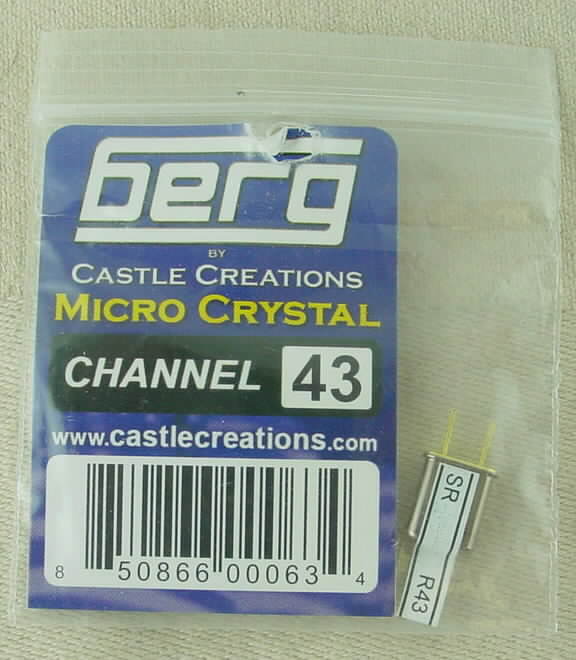 berg
BY
CASTLE CREATIONS
MICRO CRYSTAL
CHANNEL 43
www.castlecreations.com
8 50866 00063 4
SR R43